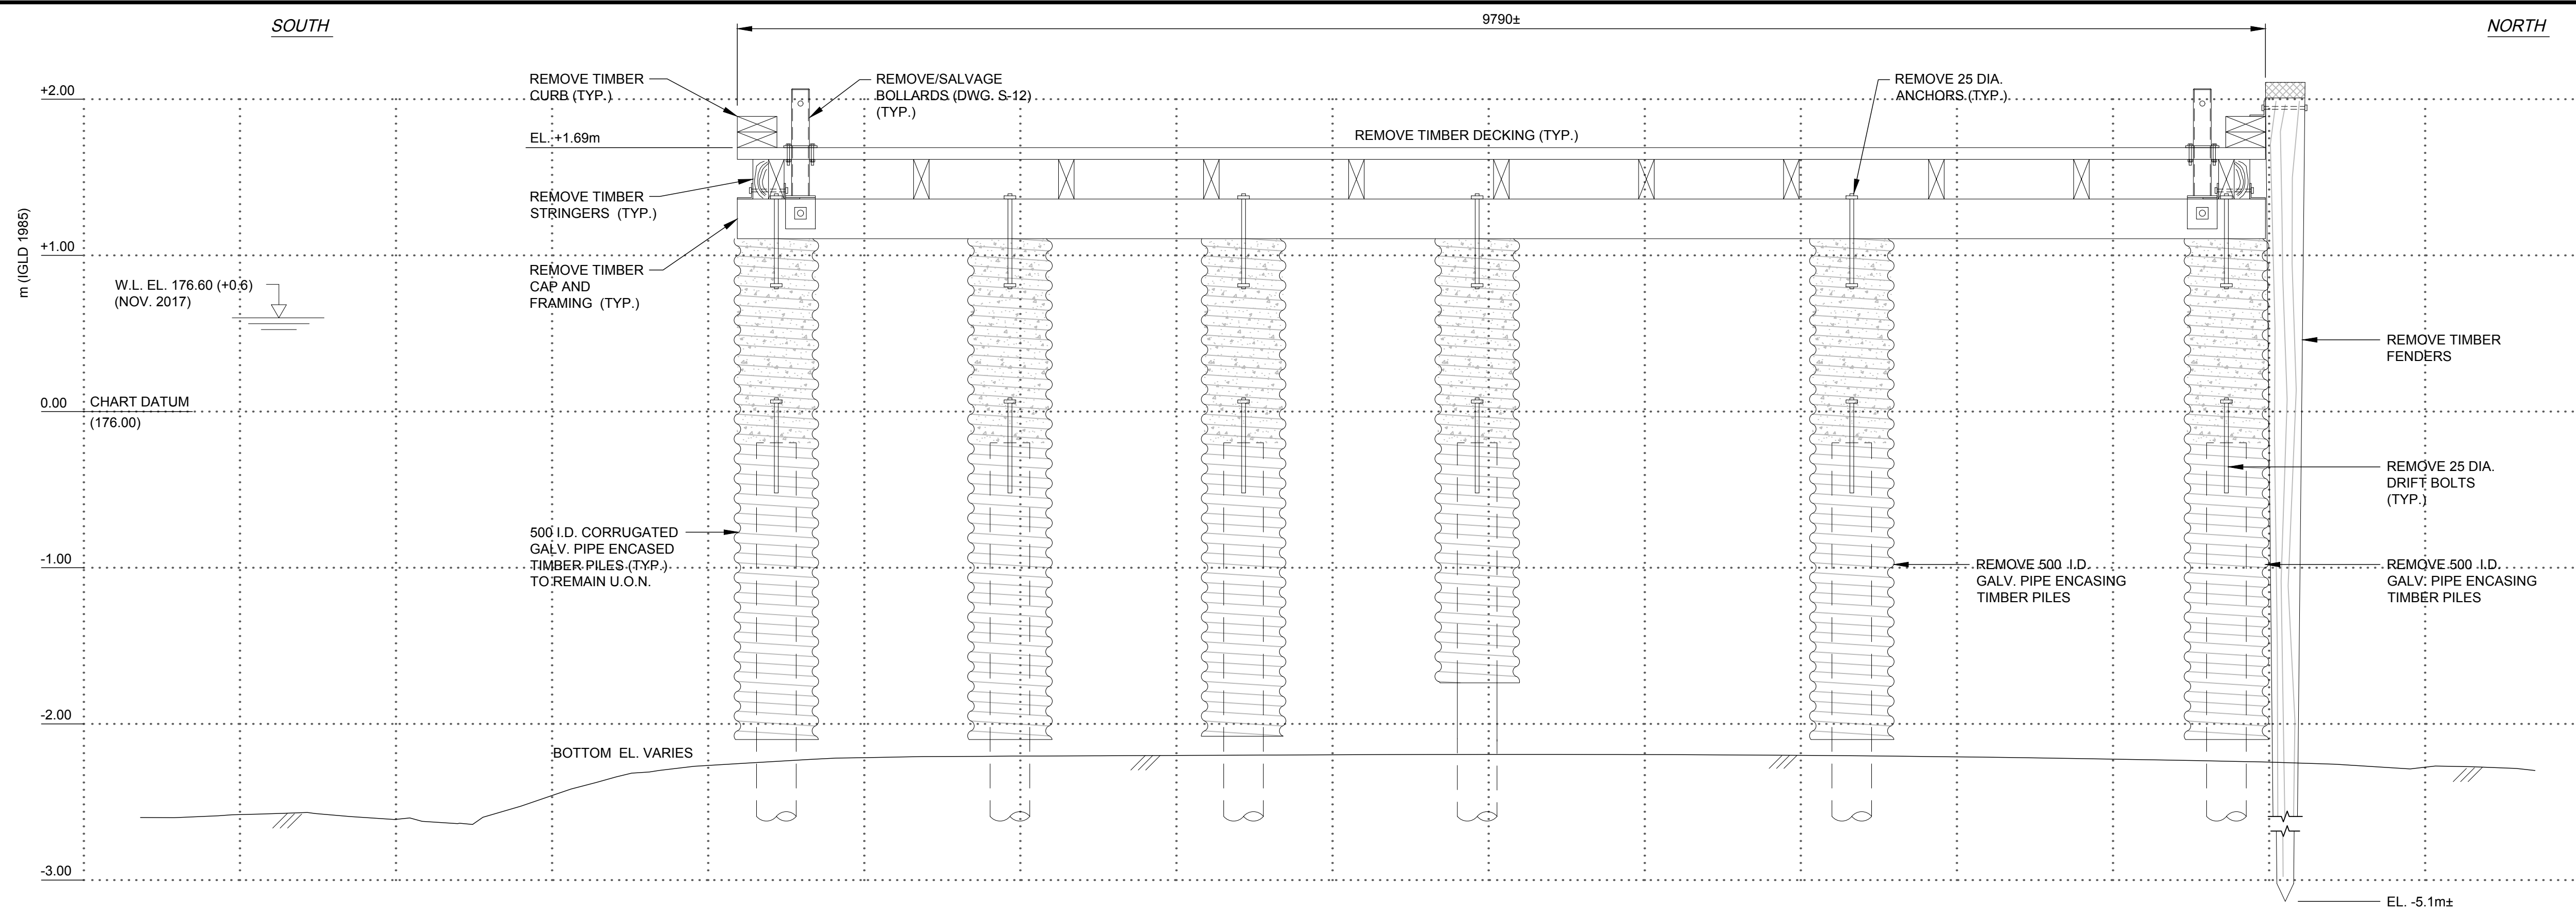 SOUTH
9790±
NORTH
REMOVE TIMBER
CURB (TYP.)
REMOVE/SALVAGE
BOLLARDS (DWG. S-12)
(TYP.)
REMOVE 25 DIA.
ANCHORS (TYP.)
+2.00
EL. +1.69m
REMOVE TIMBER DECKING (TYP.)
REMOVE TIMBER
STRINGERS (TYP.)
m (IGLD 1985)
+1.00
REMOVE TIMBER
CAP AND
FRAMING (TYP.)
W.L. EL. 176.60 (+0.6)
(NOV. 2017)
REMOVE TIMBER
FENDERS
0.00
CHART DATUM
(176.00)
REMOVE 25 DIA.
DRIFT BOLTS
(TYP.)
500 I.D. CORRUGATED
GALV. PIPE ENCASED
TIMBER PILES (TYP.)
TO REMAIN U.O.N.
-1.00
REMOVE 500 I.D.
GALV. PIPE ENCASING
TIMBER PILES
REMOVE 500 I.D.
GALV. PIPE ENCASING
TIMBER PILES
-2.00
BOTTOM EL. VARIES
-3.00
EL. -5.1m±